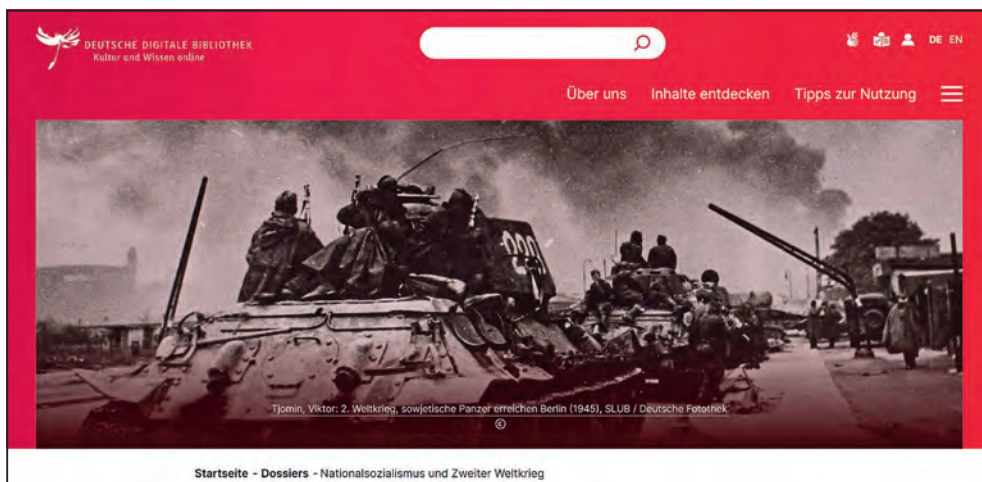 DEUTSCHE DIGITALE BIBLIOTHEK
Kultur und Wissen online
DE EN
Über uns Inhalte entdecken Tipps zur Nutzung
Tjomin, Viktor: 2. Weltkrieg, sowjetische Panzer erreichen Berlin (1945), SLUB / Deutsche Fotothek
©
Startseite - Dossiers - Nationalsozialismus und Zweiter Weltkrieg